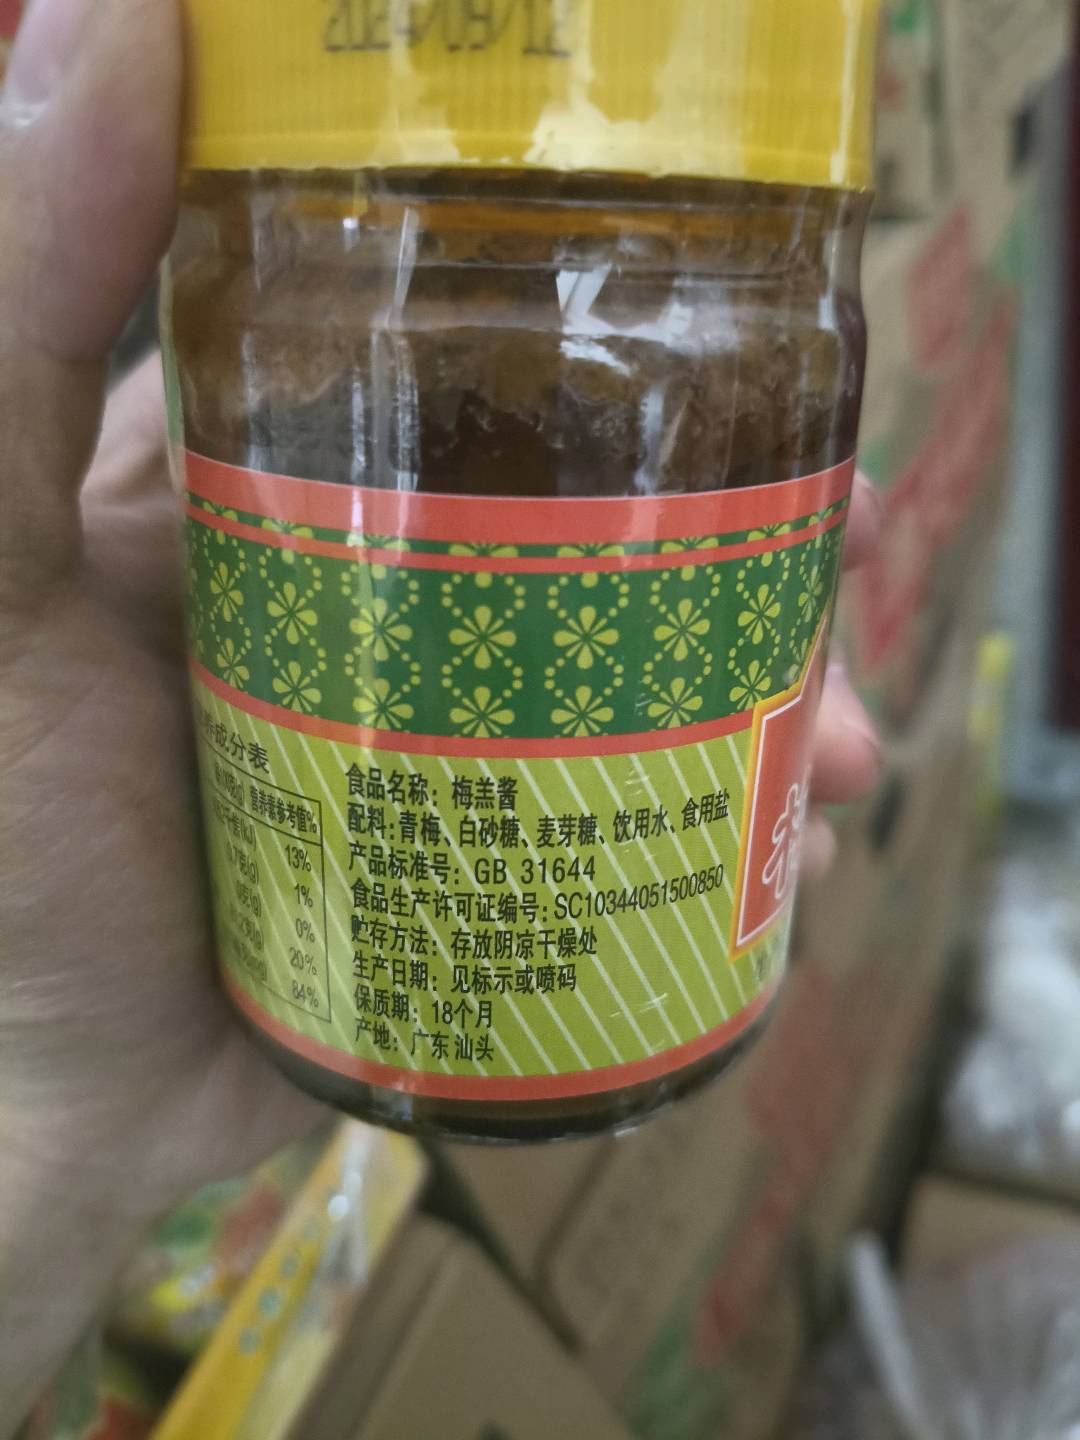 2024/09/12
成分表
营养素参考值%
13%
1%
0%
20%
84%
食品名称：梅羔酱
配料：青梅、白砂糖、麦芽糖、饮用水、食用盐
产品标准号：GB 31644
食品生产许可证编号：SC10344051500850
贮存方法：存放阴凉干燥处
生产日期：见标示或喷码
保质期：18个月
产地：广东汕头